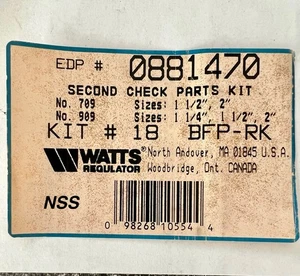 EDP # 0881470
SECOND CHECK PARTS KIT
No. 709 Sizes: 1 1/2", 2"
No. 909 Sizes: 1 1/4", 1 1/2", 2"
KIT # 18 BFP-RK
WATTS
REGULATOR
North Andover, MA 01845 U.S.A.
Woodbridge, Ont. CANADA
NSS
0 98268 10554 4